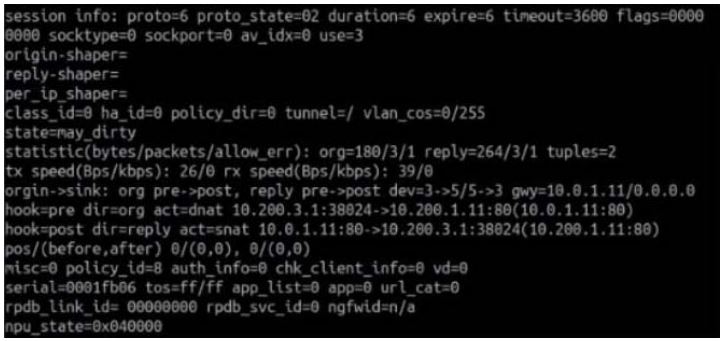 session info: proto=6 proto_state=02 duration=6 expire=6 timeout=3600 flags=0000
0000 socktype=0 sockport=0 av_idx=0 use=3
origin-shaper=
reply-shaper=
per_ip_shaper=
class_id=0 ha_id=0 policy_dir=0 tunnel=/ vlan_cos=0/255
state=may_dirty
statistic(bytes/packets/allow_err): org=180/3/1 reply=264/3/1 tuples=2
tx speed(Bps/kbps): 26/0 rx speed(Bps/kbps): 39/0
orgin->sink: org pre->post, reply pre->post dev=3->5/5->3 gwy=10.0.1.11/0.0.0.0
hook=pre dir=org act=dnat 10.200.3.1:38024->10.200.1.11:80(10.0.1.11:80)
hook=post dir=reply act=snat 10.0.1.11:80->10.200.3.1:38024(10.200.1.11:80)
pos/(before,after) 0/(0,0), 0/(0,0)
misc=0 policy_id=8 auth_info=0 chk_client_info=0 vd=0
serial=0001fb06 tos=ff/ff app_list=0 app=0 url_cat=0
rpdb_link_id= 00000000 rpdb_svc_id=0 ngfwid=n/a
npu_state=0x040000